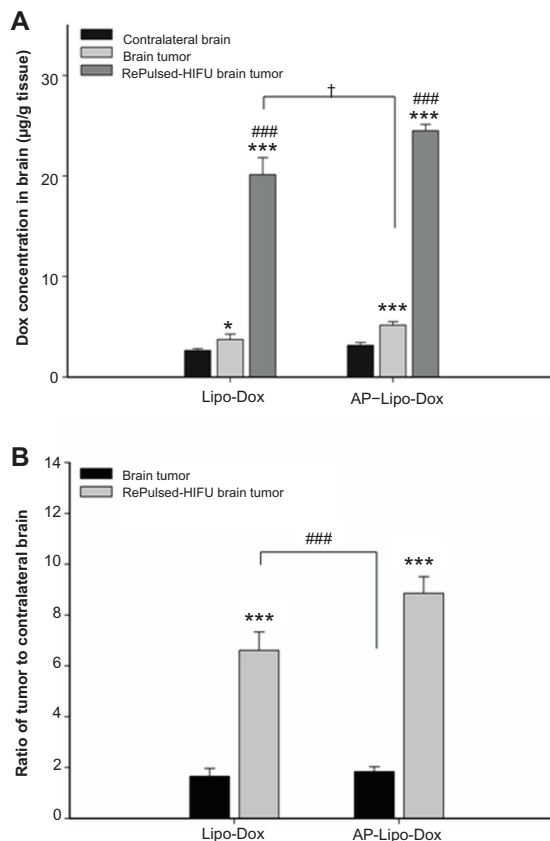 A
Contralateral brain
Brain tumor
RePulsed-HIFU brain tumor
Dox concentration in brain (µg/g tissue)
30
20
10
0
†
###
***
###
***
*
***
Lipo-Dox
AP–Lipo-Dox
B
Brain tumor
RePulsed-HIFU brain tumor
Ratio of tumor to contralateral brain
14
12
10
8
6
4
2
0
###
***
***
Lipo-Dox
AP-Lipo-Dox